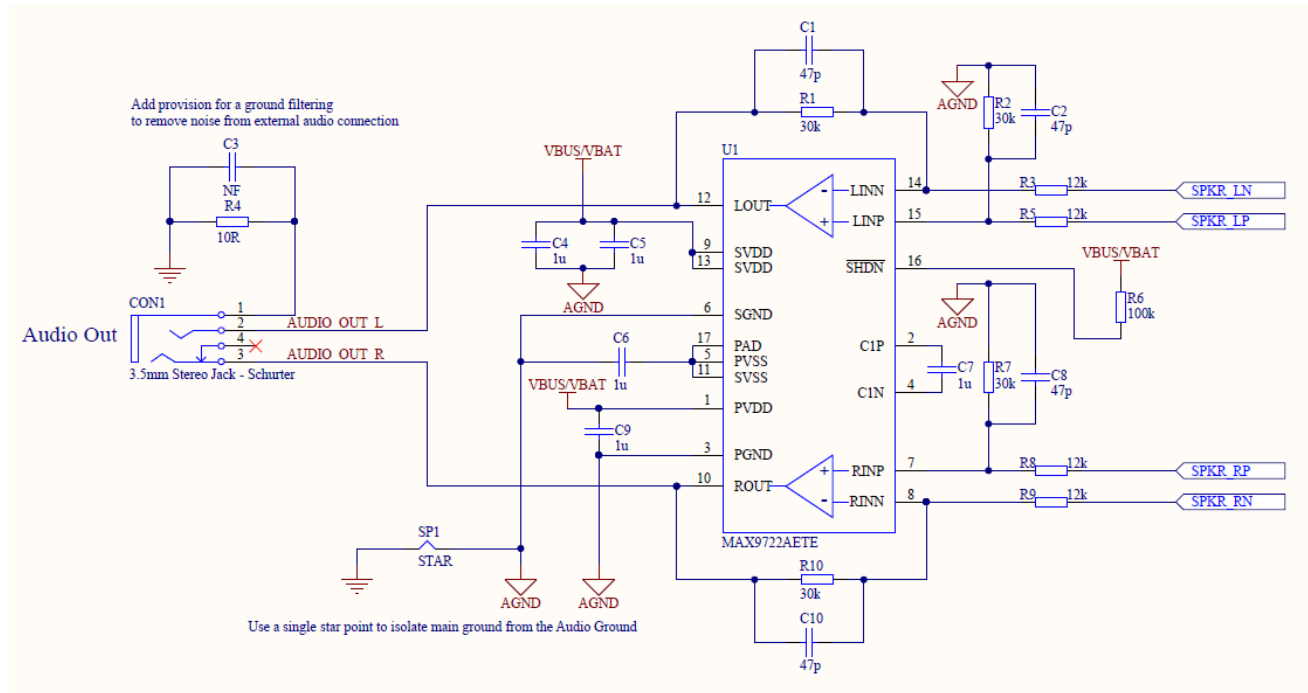 C1
47p
R1
30k
AGND
R2
30k
C2
47p
Add provision for a ground filtering
to remove noise from external audio connection
C3
NF
R4
10R
VBUS/VBAT
U1
12
LOUT
-
+
LINN
14
LINP
15
R3
12k
SPKR_LN
R5
12k
SPKR_LP
C4
1u
C5
1u
9
SVDD
13
SVDD
SHDN
16
VBUS/VBAT
R6
100k
AGND
AGND
CON1
Audio Out
1
2
4
3
AUDIO OUT L
AUDIO OUT R
3.5mm Stereo Jack - Schurter
6
SGND
C6
1u
17
PAD
5
PVSS
11
SVSS
C1P
2
C1N
4
C7
1u
R7
30k
C8
47p
VBUS/VBAT
1
PVDD
C9
1u
3
PGND
10
ROUT
+
-
RINP
7
RINN
8
R8
12k
SPKR_RP
R9
12k
SPKR_RN
MAX9722AETE
SP1
STAR
AGND
AGND
R10
30k
C10
47p
Use a single star point to isolate main ground from the Audio Ground